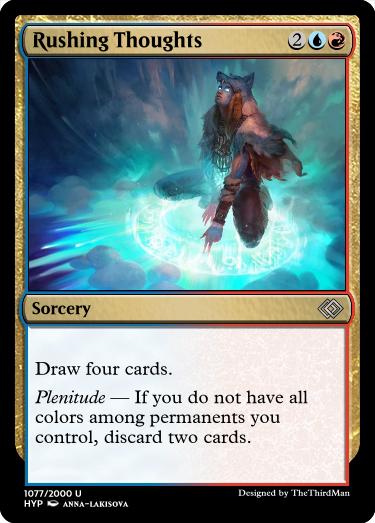 Rushing Thoughts 2
Sorcery
Draw four cards.
Plenitude — If you do not have all
colors among permanents you
control, discard two cards.
1077/2000 U
Designed by TheThirdMan
HYP ANNA-LAKISOVA